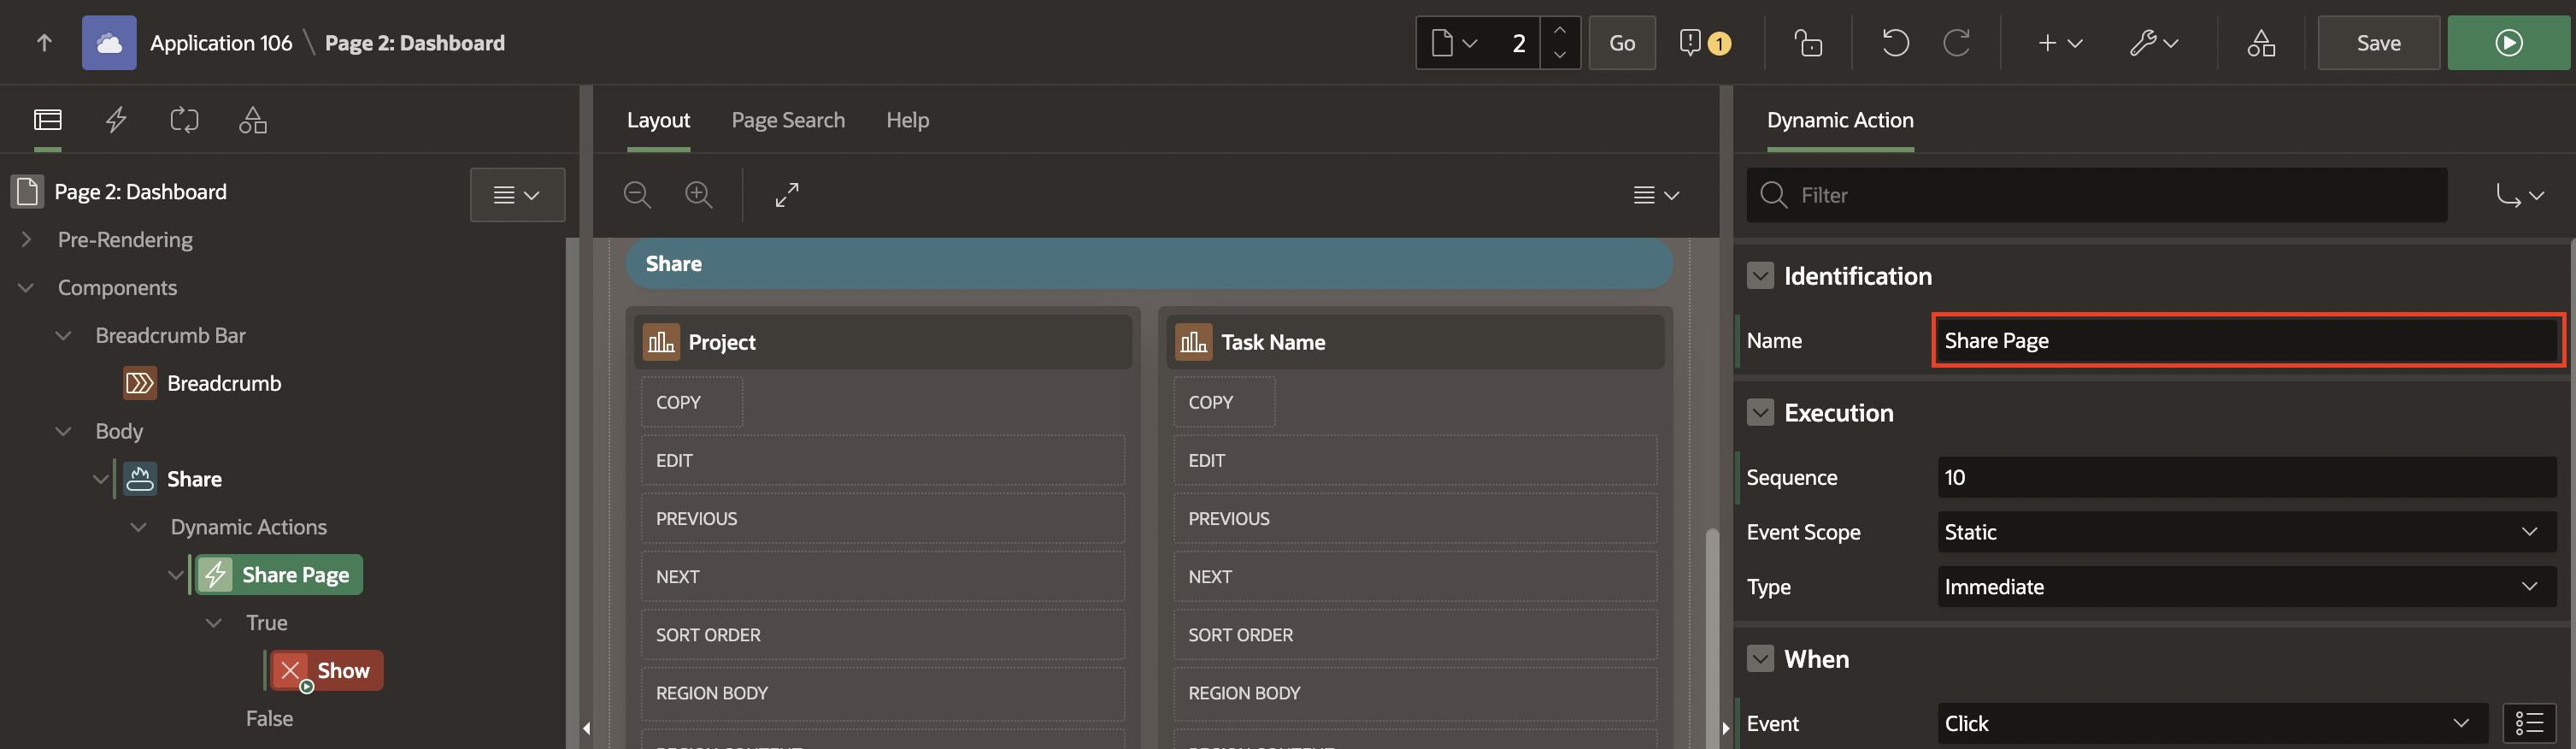 Application 106 \ Page 2: Dashboard
2
Go
1
Save
Page 2: Dashboard
Pre-Rendering
Components
Breadcrumb Bar
Breadcrumb
Body
Share
Dynamic Actions
Share Page
True
Show
False
Layout
Page Search
Help
Share
Project
COPY
EDIT
PREVIOUS
NEXT
SORT ORDER
REGION BODY
Task Name
COPY
EDIT
PREVIOUS
NEXT
SORT ORDER
REGION BODY
Dynamic Action
Filter
Identification
Name Share Page
Execution
Sequence 10
Event Scope Static
Type Immediate
When
Event Click